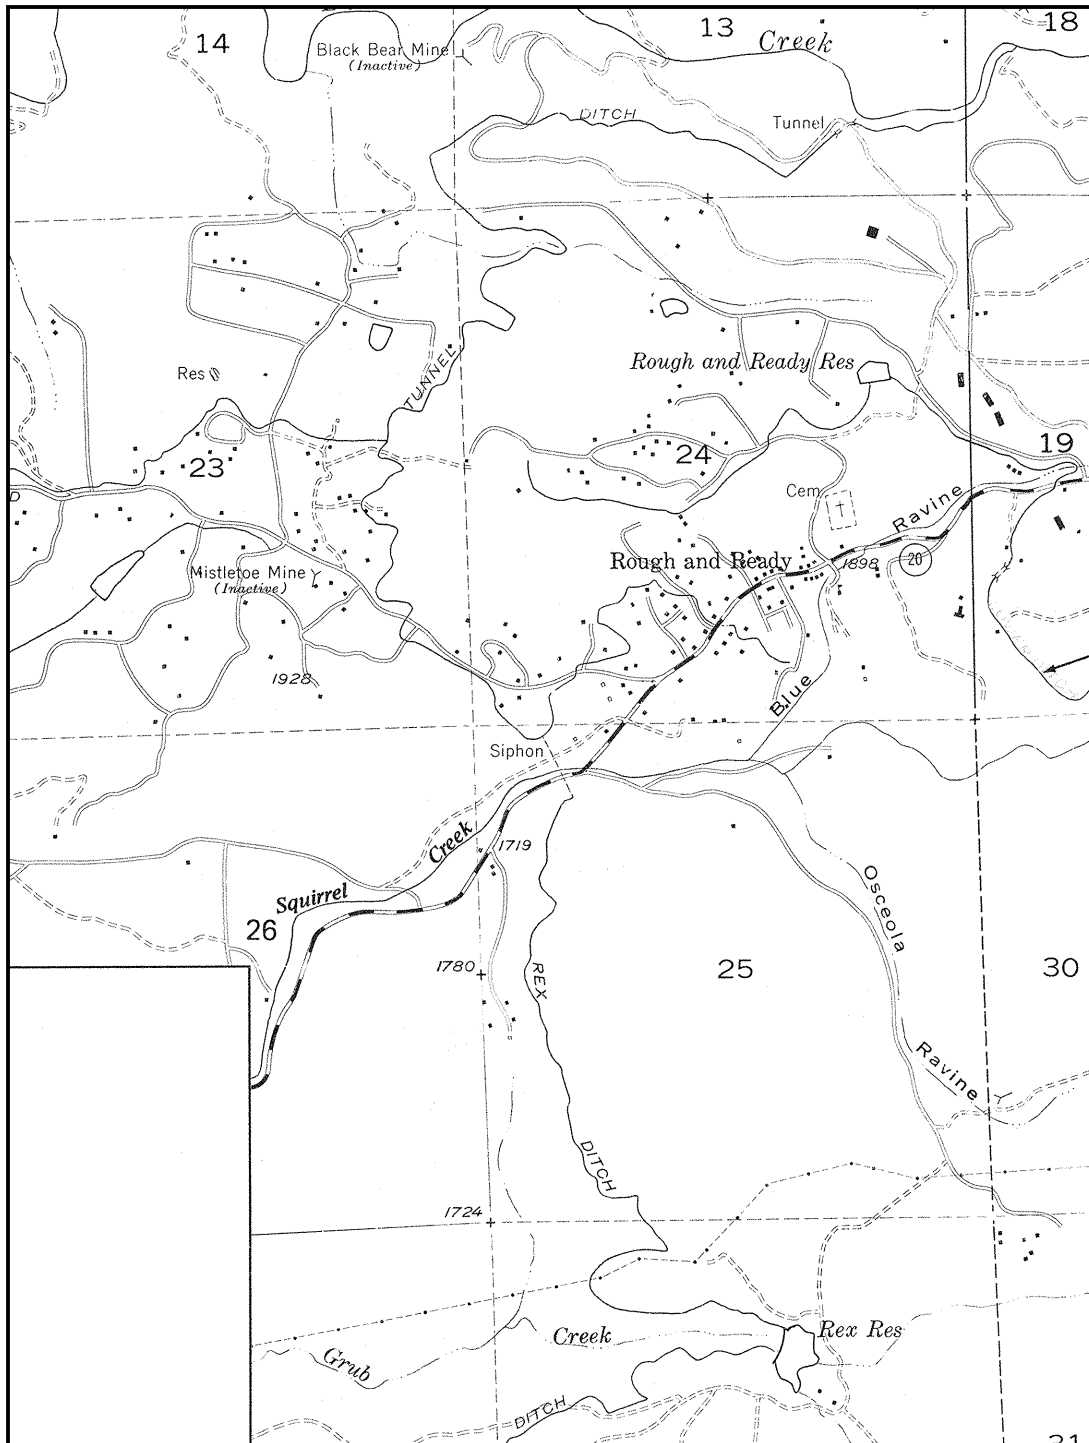 14
Black Bear Mine
(Inactive)
13
Creek
18
DITCH
Tunnel
TUNNEL
Res
Rough and Ready Res
23
24
19
Cem
Ravine
20
Rough and Ready
1898
Mistletoe Mine
(Inactive)
1928
Blue
Siphon
Creek
1719
Squirrel
26
Osceola
1780
REX
25
30
Ravine
DITCH
1724
Creek
Rex Res
Grub
DITCH